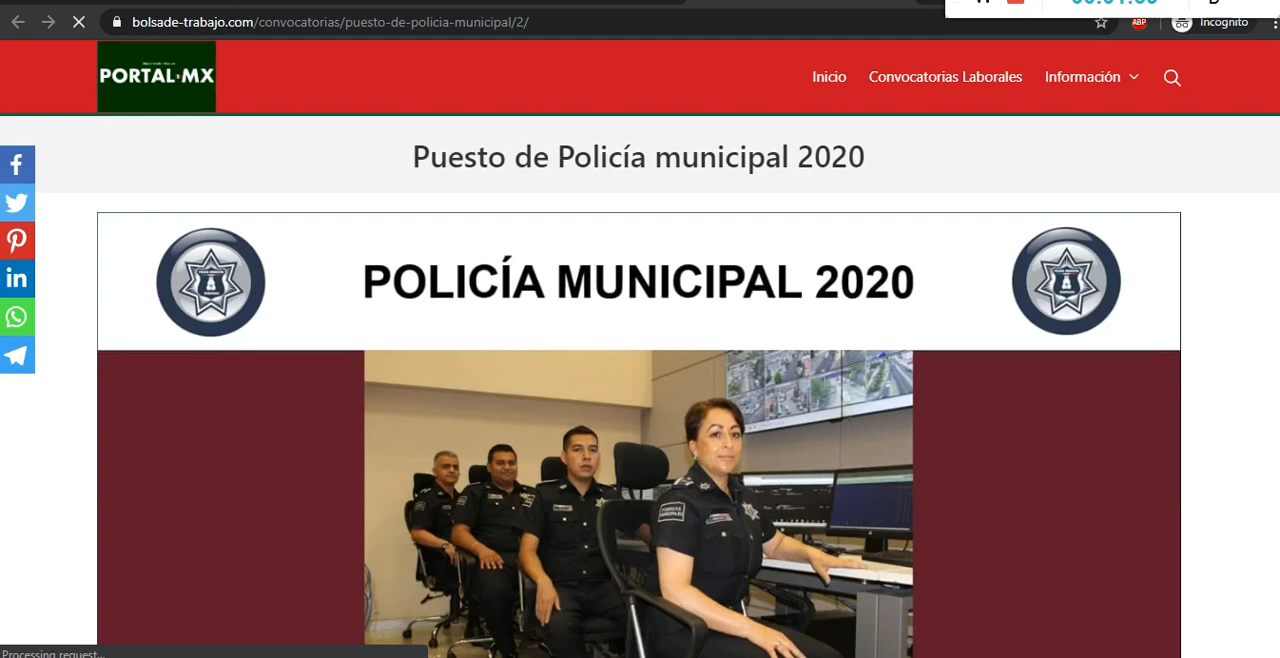 bolsade-trabajo.com/convocatorias/puesto-de-policia-municipal/2/
ABP
Incognito
PORTAL·MX
Inicio
Convocatorias Laborales
Información
Puesto de Policía municipal 2020
POLICÍA MUNICIPAL 2020
Processing request...